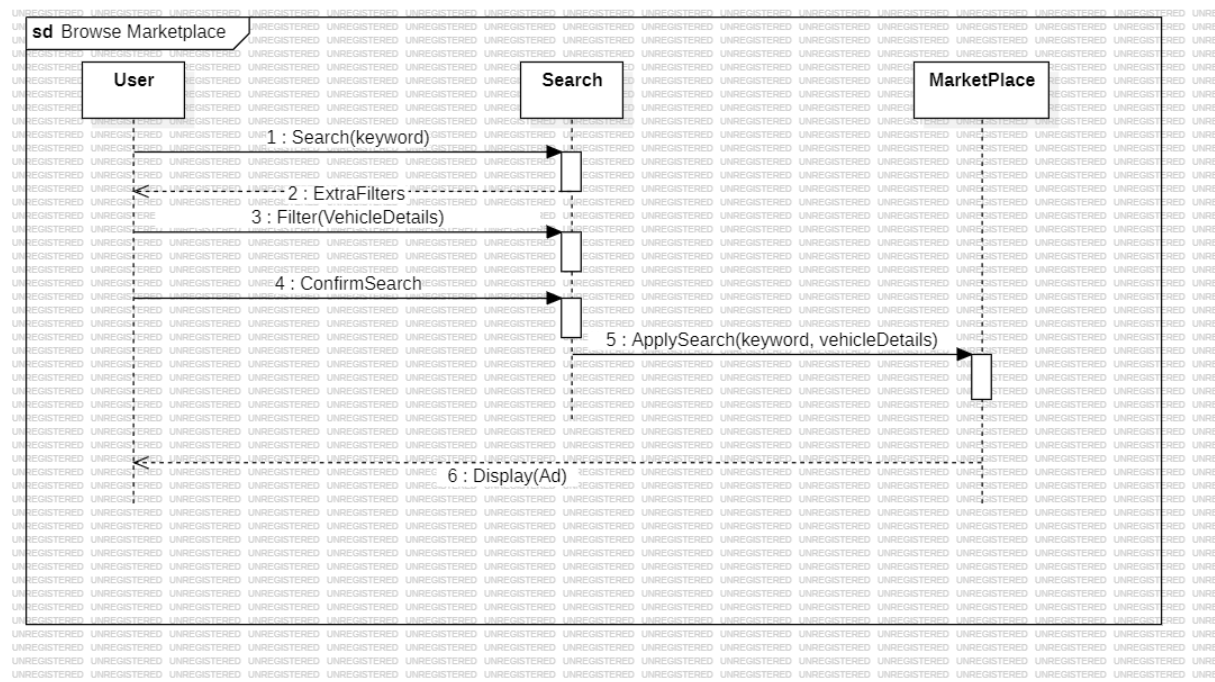 sd Browse Marketplace
User
Search
MarketPlace
1 : Search(keyword)
2 : ExtraFilters
3 : Filter(VehicleDetails)
4 : ConfirmSearch
5 : ApplySearch(keyword, vehicleDetails)
6 : Display(Ad)
UNREGISTERED